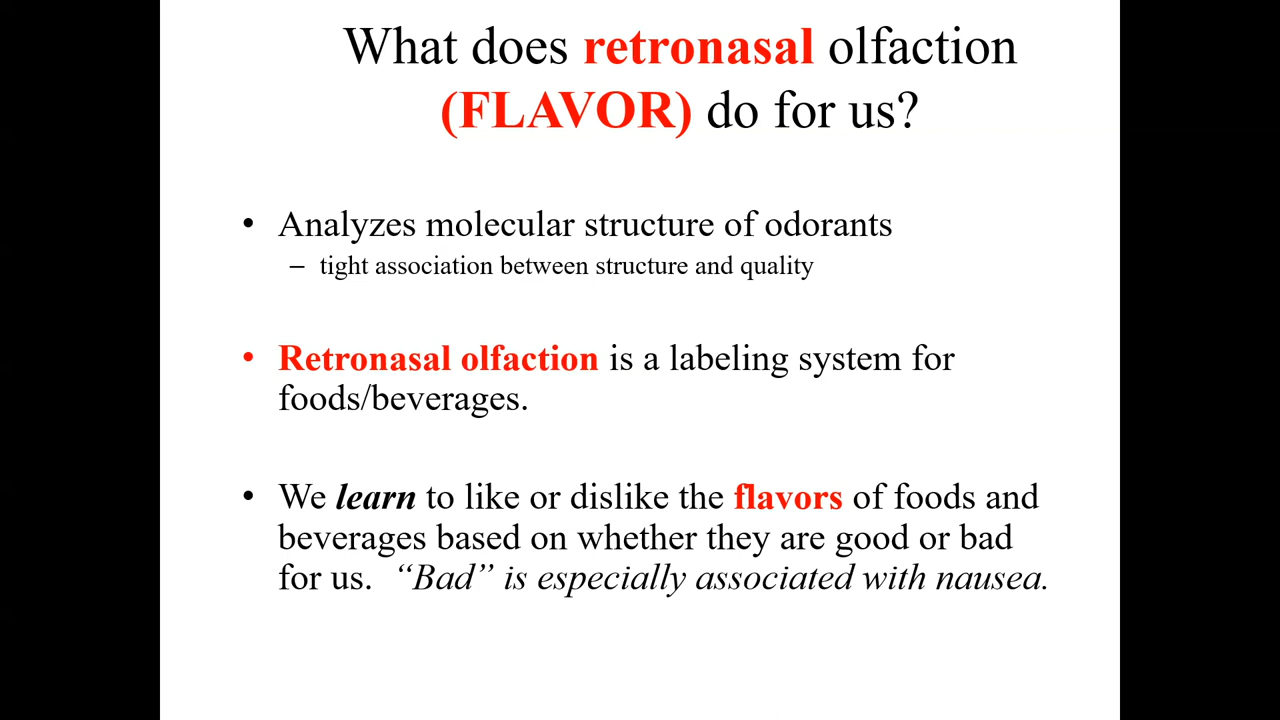 What does retronasal olfaction
(FLAVOR) do for us?
• Analyzes molecular structure of odorants
– tight association between structure and quality
• Retronasal olfaction is a labeling system for
foods/beverages.
• We learn to like or dislike the flavors of foods and
beverages based on whether they are good or bad
for us. “Bad” is especially associated with nausea.